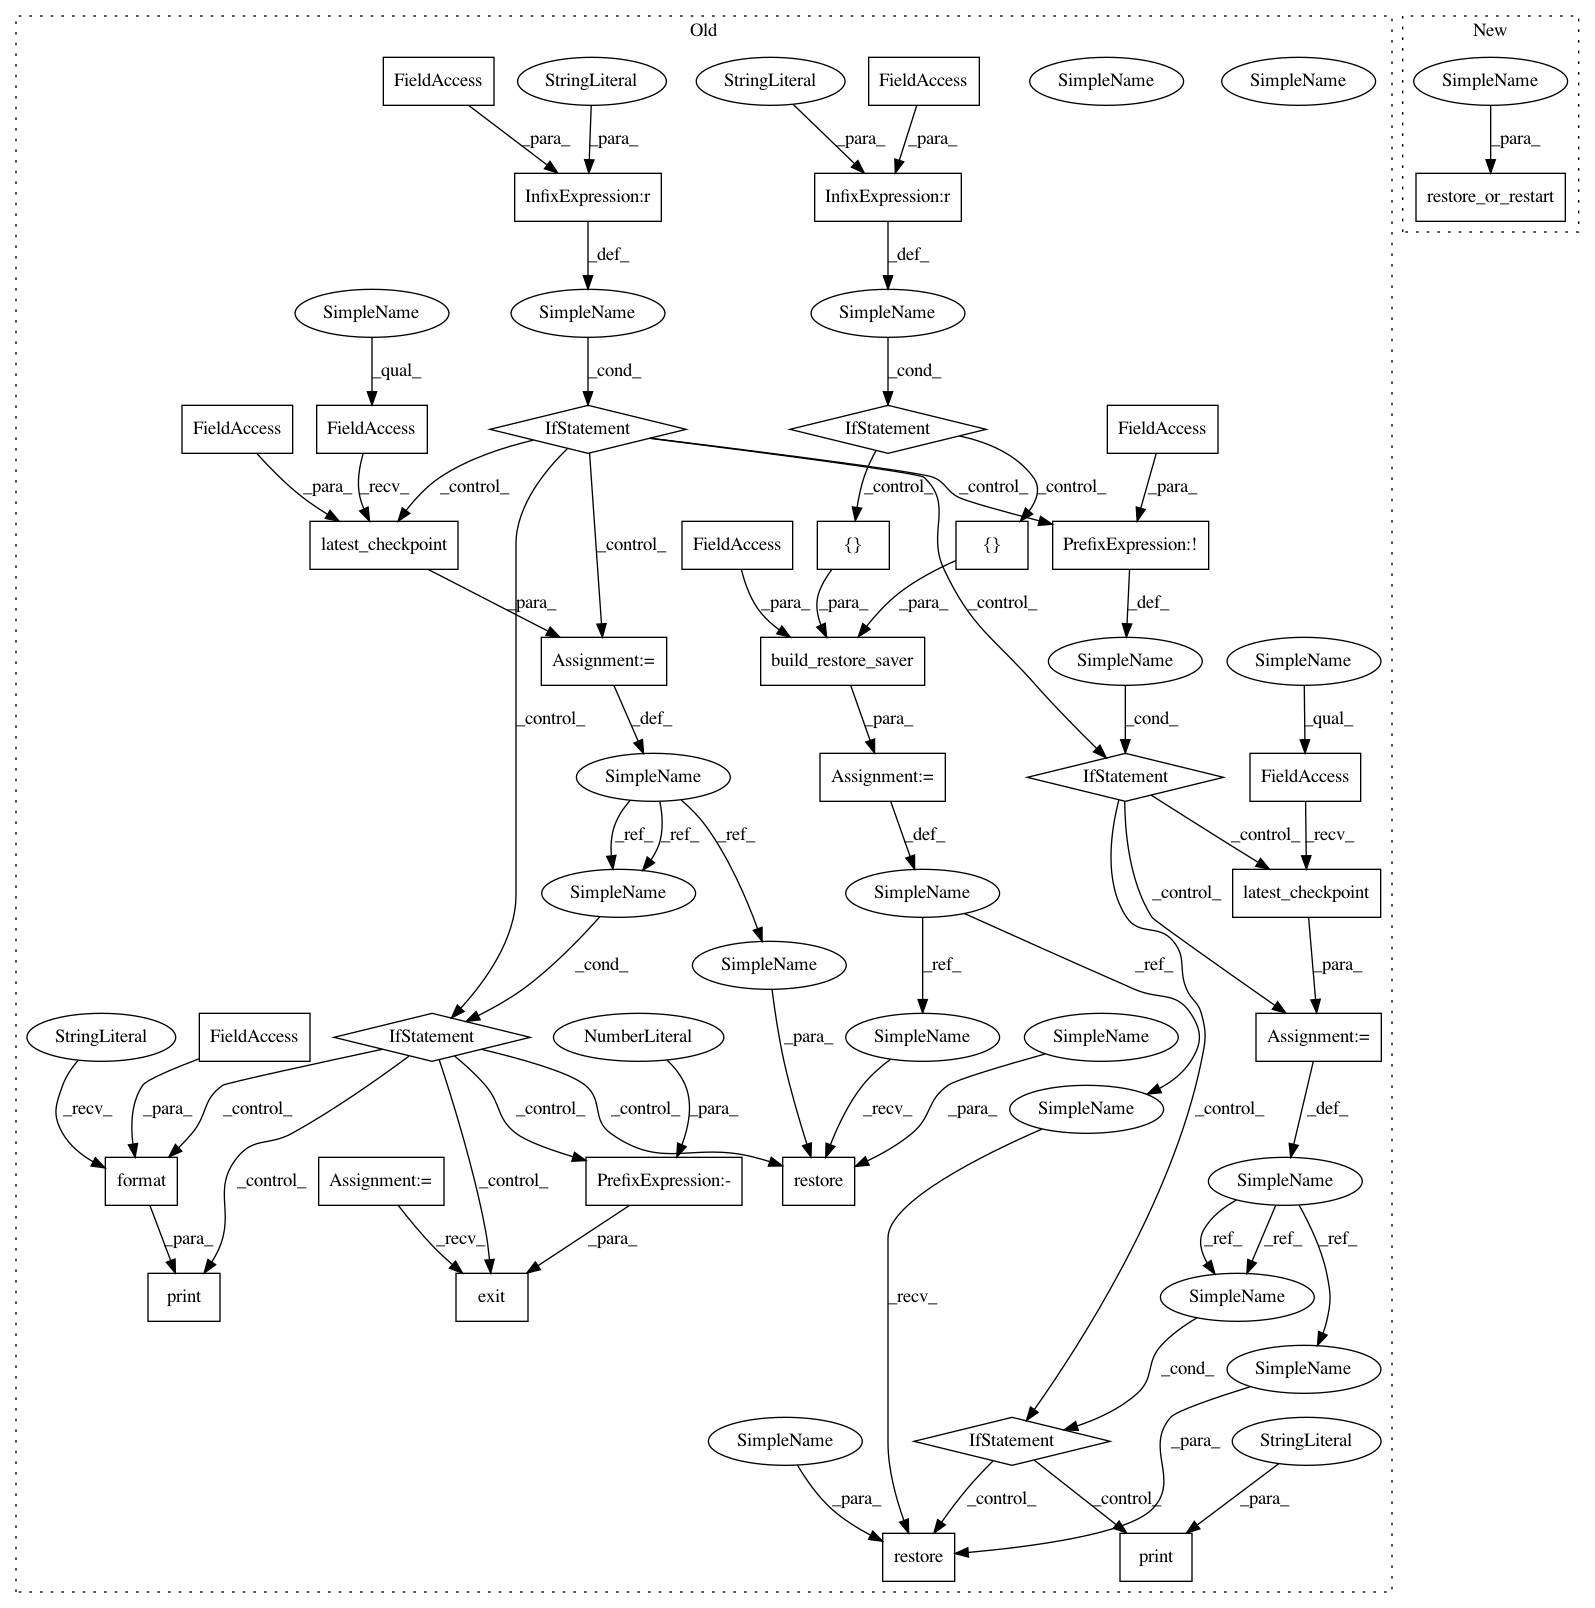 Old
New
FieldAccess
StringLiteral
StringLiteral
FieldAccess
SimpleName
SimpleName
SimpleName
_para_
_para_
_para_
_para_
_para_
InfixExpression:r
InfixExpression:r
restore_or_restart
_def_
_def_
SimpleName
SimpleName
SimpleName
_qual_
_cond_
_cond_
FieldAccess
FieldAccess
IfStatement
IfStatement
FieldAccess
_para_
_recv_
_control_
_control_
_control_
_control_
_para_
latest_checkpoint
_control_
FieldAccess
{}
{}
PrefixExpression:!
_para_
_para_
_para_
_para_
_control_
_def_
Assignment:=
build_restore_saver
SimpleName
SimpleName
_control_
_def_
_para_
_cond_
_qual_
SimpleName
Assignment:=
IfStatement
FieldAccess
_ref_
_ref_
_ref_
_def_
_control_
_recv_
SimpleName
SimpleName
_control_
latest_checkpoint
_cond_
SimpleName
_ref_
_ref_
_para_
StringLiteral
FieldAccess
IfStatement
NumberLiteral
_para_
SimpleName
SimpleName
Assignment:=
_recv_
_para_
_control_
_control_
_para_
_control_
_recv_
_para_
SimpleName
_control_
_def_
format
Assignment:=
_control_
_control_
PrefixExpression:-
restore
SimpleName
_para_
_recv_
_para_
_ref_
_ref_
_ref_
print
exit
_recv_
SimpleName
_cond_
SimpleName
SimpleName
IfStatement
_para_
StringLiteral
_para_
_control_
_control_
_para_
restore
print